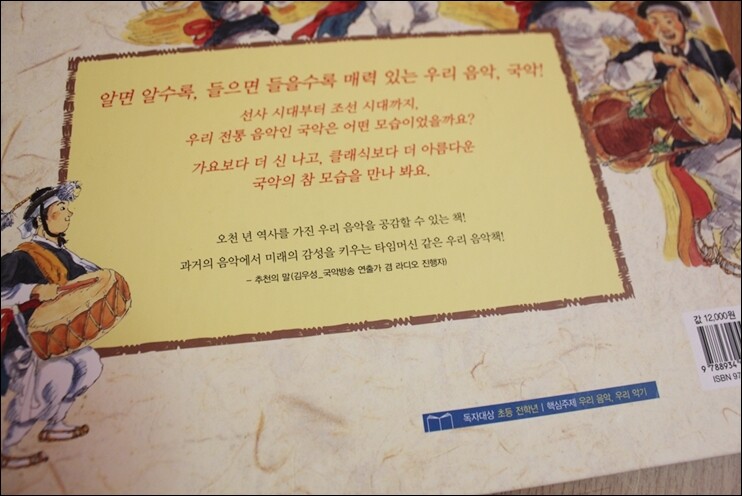 알면 알수록, 들으면 들을수록 매력 있는 우리 음악, 국악!
선사 시대부터 조선 시대까지,
우리 전통 음악인 국악은 어떤 모습이었을까요?
가요보다 더 신 나고, 클래식보다 더 아름다운
국악의 참 모습을 만나 봐요.
오천 년 역사를 가진 우리 음악을 공감할 수 있는 책!
과거의 음악에서 미래의 감성을 키우는 타임머신 같은 우리 음악책!
– 추천의 말(김우성_국악방송 연출가 겸 라디오 진행자)
값 12,000원
9 788934
ISBN 97
독자대상 초등 전학년 | 핵심주제 우리 음악, 우리 악기